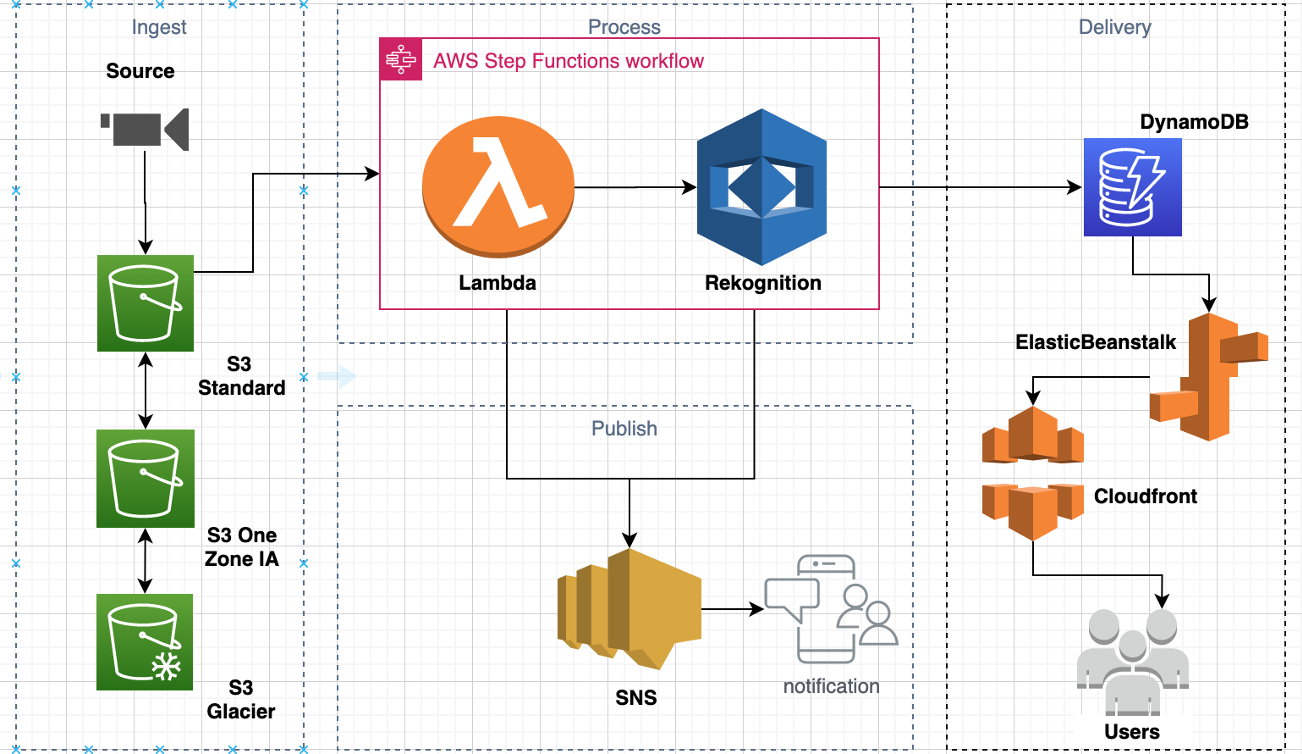 Ingest
Source
S3
Standard
S3 One
Zone IA
S3
Glacier
Process
AWS Step Functions workflow
Lambda
Rekognition
Publish
SNS
notification
Delivery
DynamoDB
ElasticBeanstalk
Cloudfront
Users